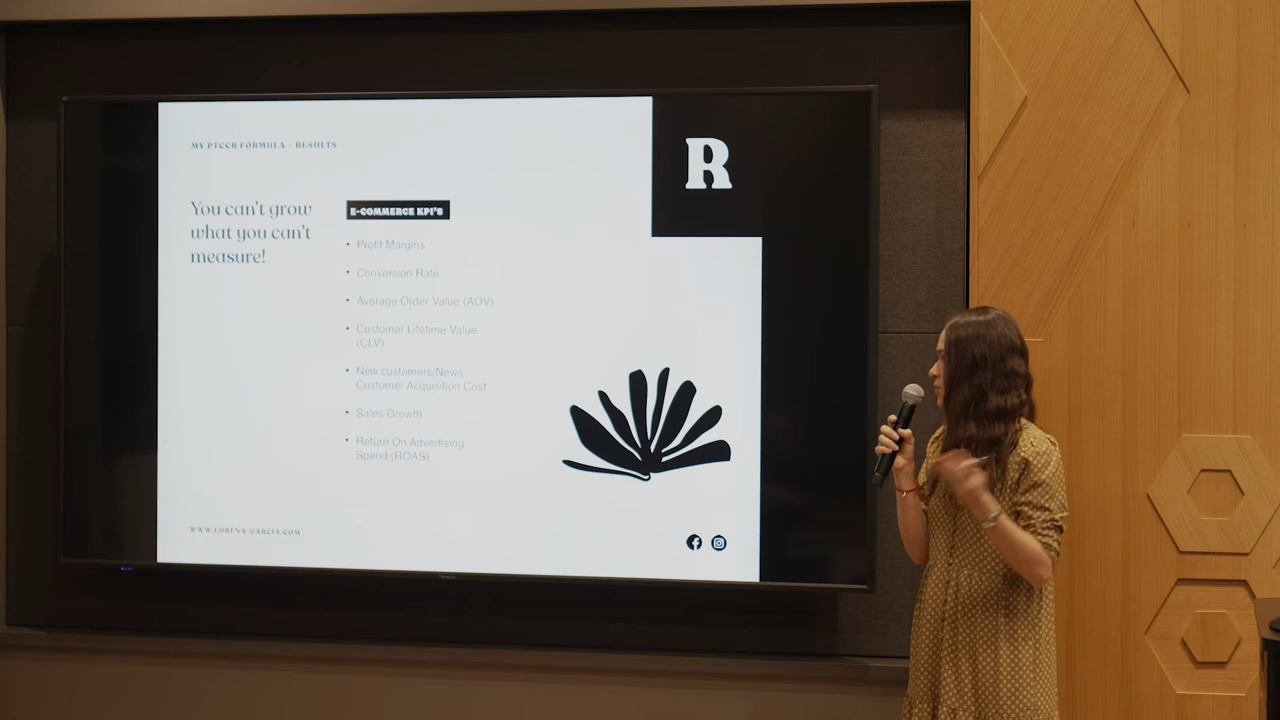 MY PTCCR FORMULA - RESULTS
R
You can't grow
what you can't
measure!
E-COMMERCE KPI'S
• Profit Margins
• Conversion Rate
• Average Order Value (AOV)
• Customer Lifetime Value
(CLV)
• New customers/News
Customer Acquisition Cost
• Sales Growth
• Return On Advertising
Spend (ROAS)
WWW.LORENA-GARCIA.COM